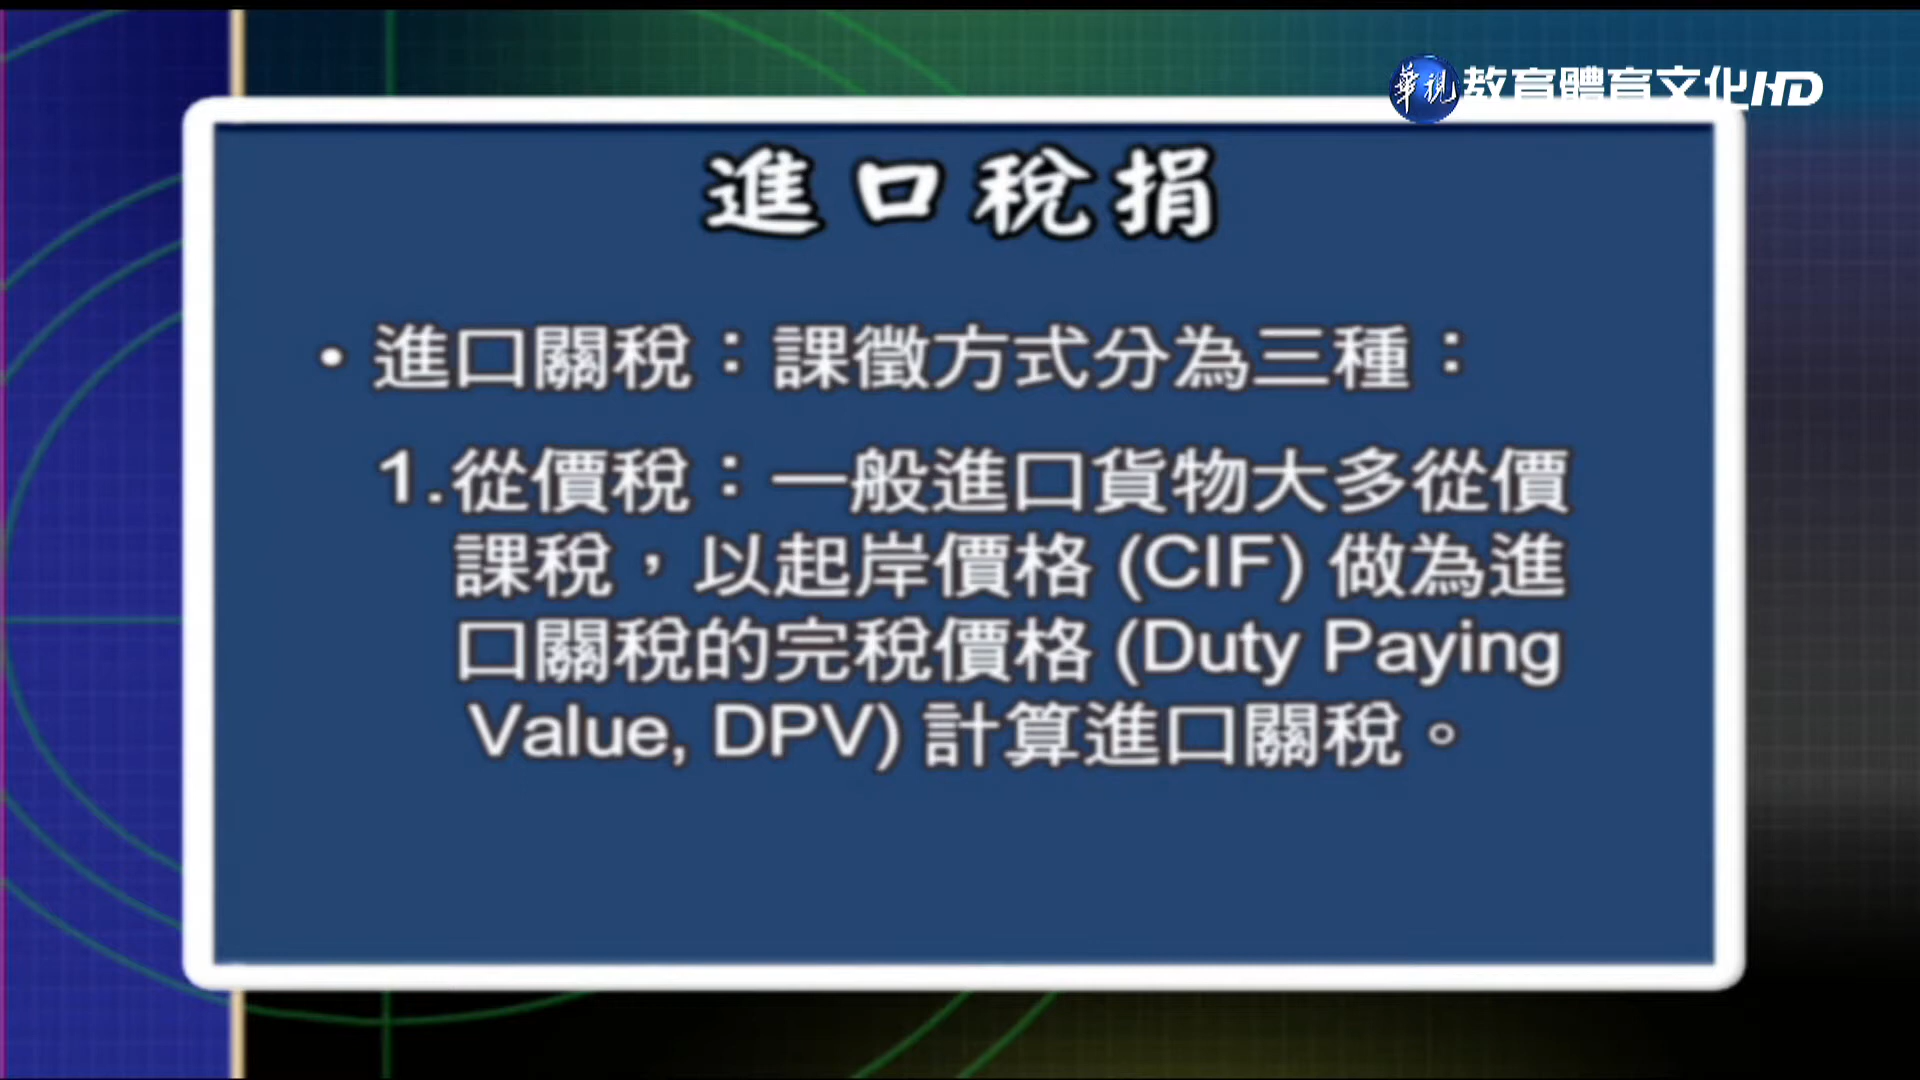 華視 教育體育文化HD
進口稅捐
• 進口關稅：課徵方式分為三種：
1.從價稅：一般進口貨物大多從價
課稅，以起岸價格 (CIF) 做為進
口關稅的完稅價格 (Duty Paying
Value, DPV) 計算進口關稅。